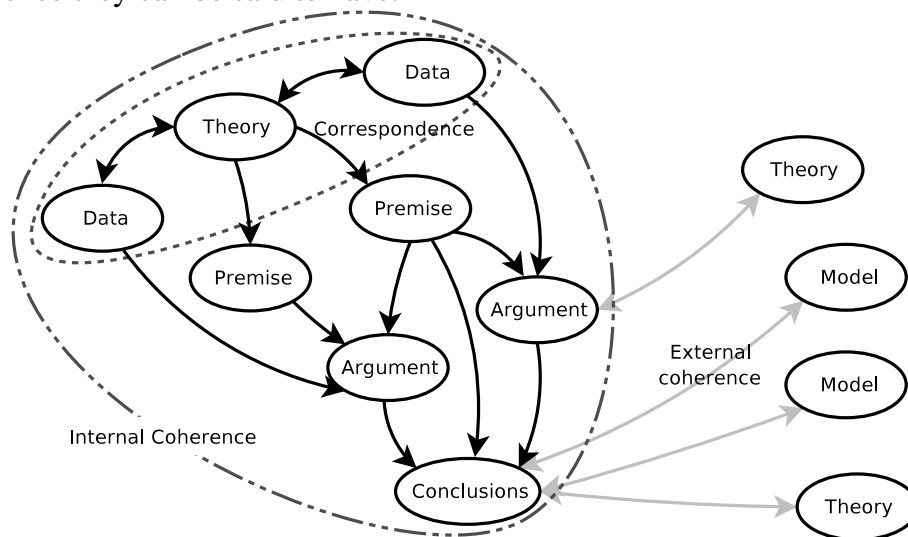 Data
Theory
Correspondence
Theory
Data
Premise
Premise
Model
Argument
External
coherence
Argument
Model
Internal Coherence
Conclusions
Theory